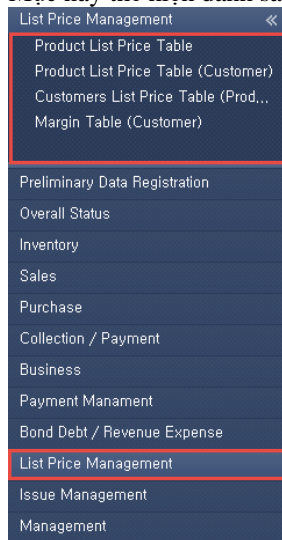 List Price Management «
Product List Price Table
Product List Price Table (Customer)
Customers List Price Table (Prod...
Margin Table (Customer)
Preliminary Data Registration
Overall Status
Inventory
Sales
Purchase
Collection / Payment
Business
Payment Manament
Bond Debt / Revenue Expense
List Price Management
Issue Management
Management